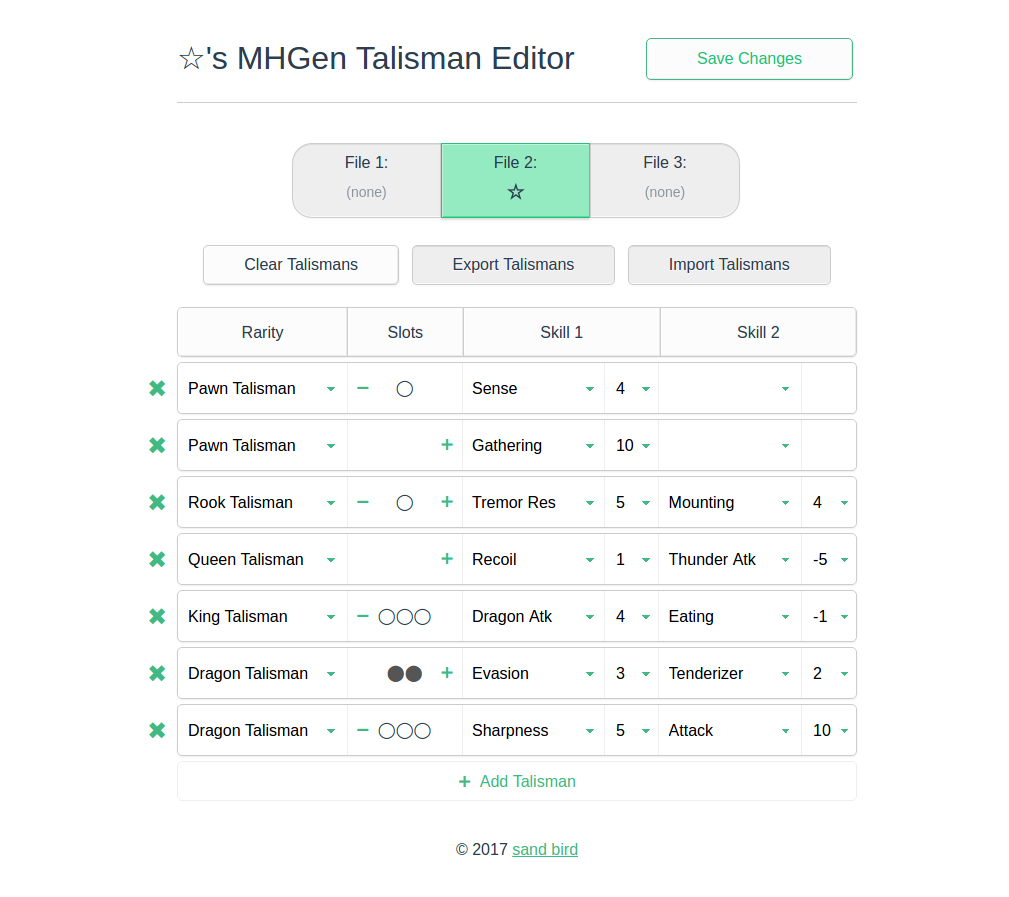 ☆'s MHGen Talisman Editor
Save Changes
File 1: File 2: File 3:
(none) ☆ (none)
Clear Talismans Export Talismans Import Talismans
Rarity Slots Skill 1 Skill 2
Pawn Talisman Sense 4
Pawn Talisman Gathering 10
Rook Talisman Tremor Res 5 Mounting 4
Queen Talisman Recoil 1 Thunder Atk -5
King Talisman Dragon Atk 4 Eating -1
Dragon Talisman Evasion 3 Tenderizer 2
Dragon Talisman Sharpness 5 Attack 10
+ Add Talisman
© 2017 sand bird